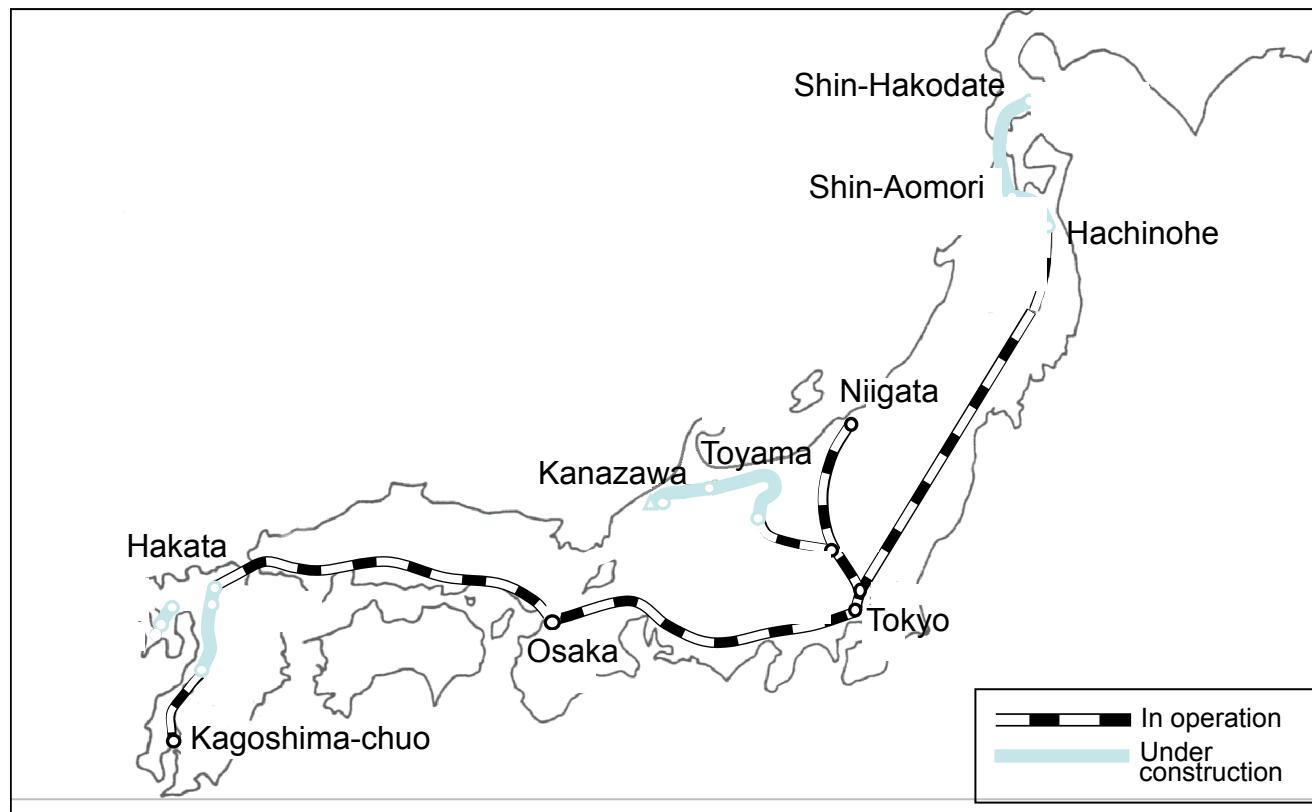 Shin-Hakodate
Shin-Aomori
Hachinohe
Niigata
Toyama
Kanazawa
Hakata
Tokyo
Osaka
Kagoshima-chuo
In operation
Under
construction